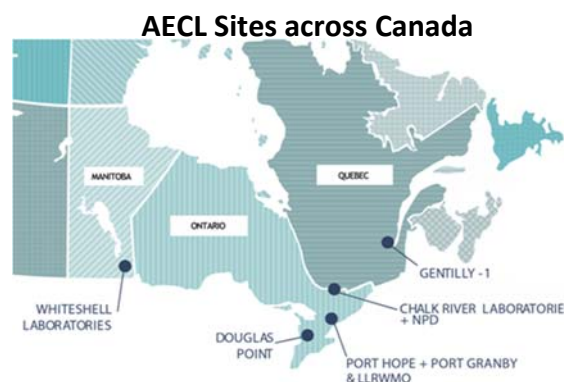 AECL Sites across Canada
MANITOBA
QUEBEC
ONTARIO
GENTILLY -1
WHITESHELL
LABORATORIES
CHALK RIVER LABORATORIE
+ NPD
DOUGLAS
POINT
PORT HOPE + PORT GRANBY
& LLRWMO